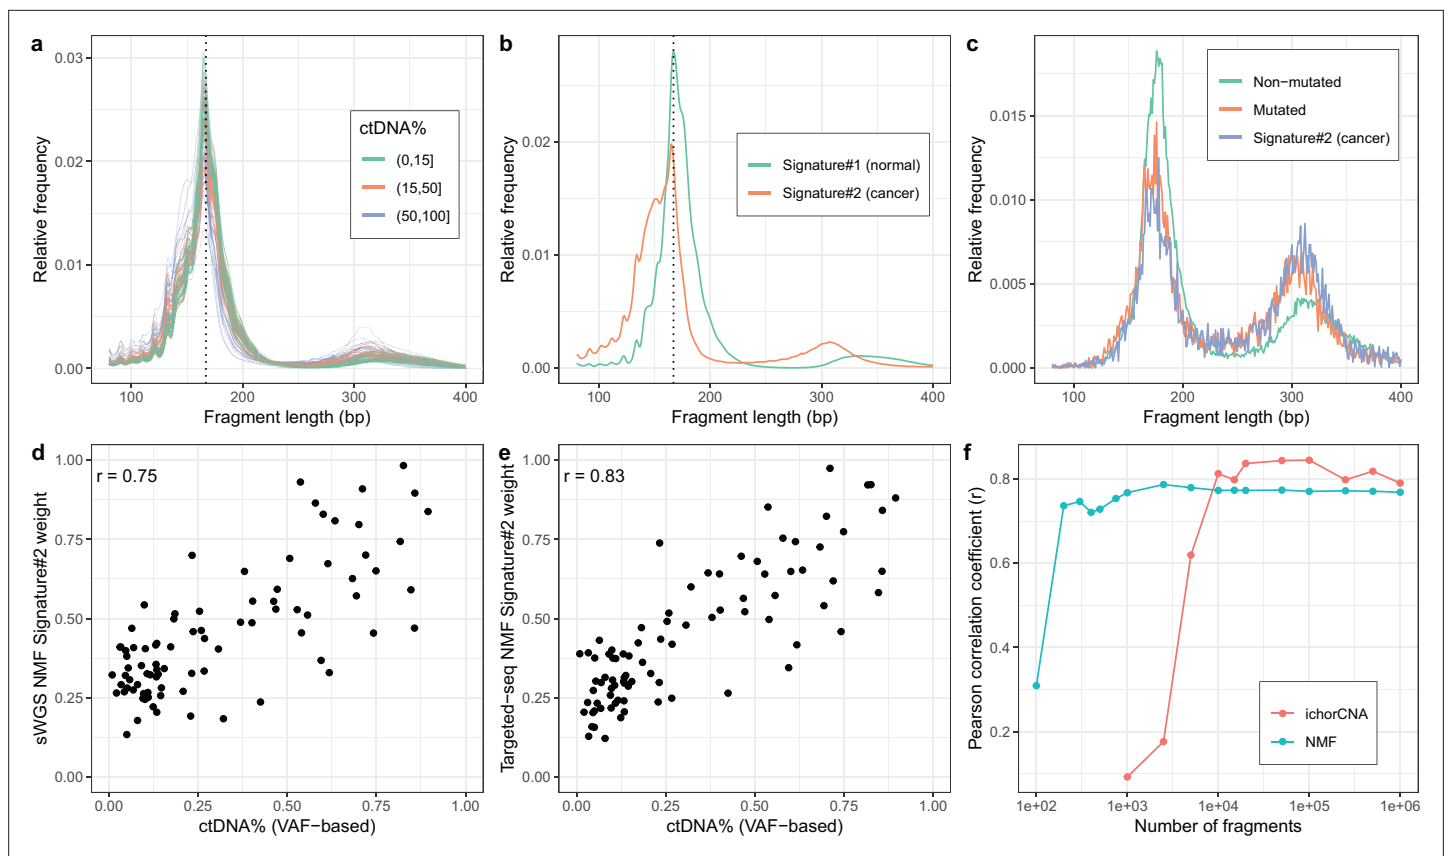 a
0.03
0.02
0.01
0.00
Relative frequency
ctDNA%
(0,15]
(15,50]
(50,100]
100
200
300
400
Fragment length (bp)
b
0.02
0.01
0.00
Relative frequency
Signature#1 (normal)
Signature#2 (cancer)
100
200
300
400
Fragment length (bp)
c
0.015
0.010
0.005
0.000
Relative frequency
Non−mutated
Mutated
Signature#2 (cancer)
100
200
300
400
Fragment length (bp)
d
r = 0.75
1.00
0.75
0.50
0.25
0.00
sWGS NMF Signature#2 weight
0.00
0.25
0.50
0.75
1.00
ctDNA% (VAF−based)
e
r = 0.83
1.00
0.75
0.50
0.25
0.00
Targeted−seq NMF Signature#2 weight
0.00
0.25
0.50
0.75
1.00
ctDNA% (VAF−based)
f
0.8
0.6
0.4
0.2
Pearson correlation coefficient (r)
ichorCNA
NMF
1e+02
1e+03
1e+04
1e+05
1e+06
Number of fragments